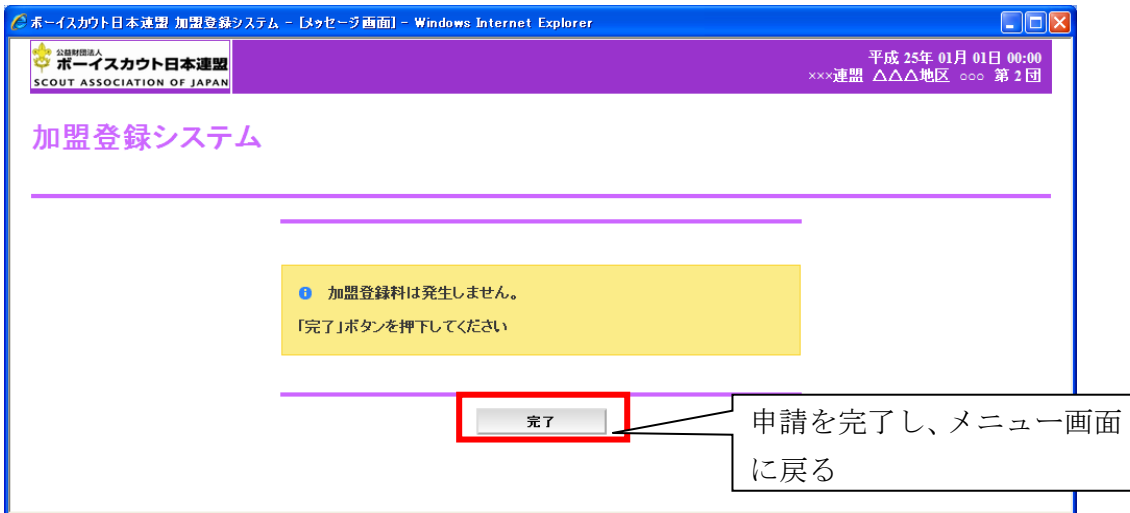 ボーイスカウト日本連盟 加盟登録システム - [メッセージ画面] - Windows Internet Explorer
公益財団法人
ボーイスカウト日本連盟
SCOUT ASSOCIATION OF JAPAN
平成 25年 01月 01日 00:00
×××連盟 △△△地区 ○○○ 第 2 団
加盟登録システム
加盟登録料は発生しません。
「完了」ボタンを押下してください
完了
申請を完了し、メニュー画面
に戻る